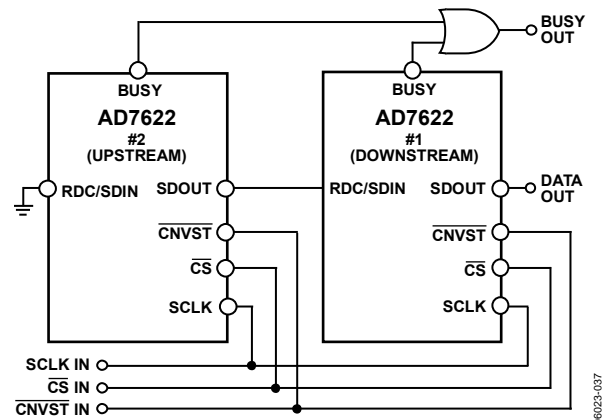 BUSY
OUT
BUSY
AD7622
#2
(UPSTREAM)
RDC/SDIN
SDOUT
CNVST
CS
SCLK
BUSY
AD7622
#1
(DOWNSTREAM)
RDC/SDIN
SDOUT
DATA
OUT
CNVST
CS
SCLK
SCLK IN
CS IN
CNVST IN
06023-037